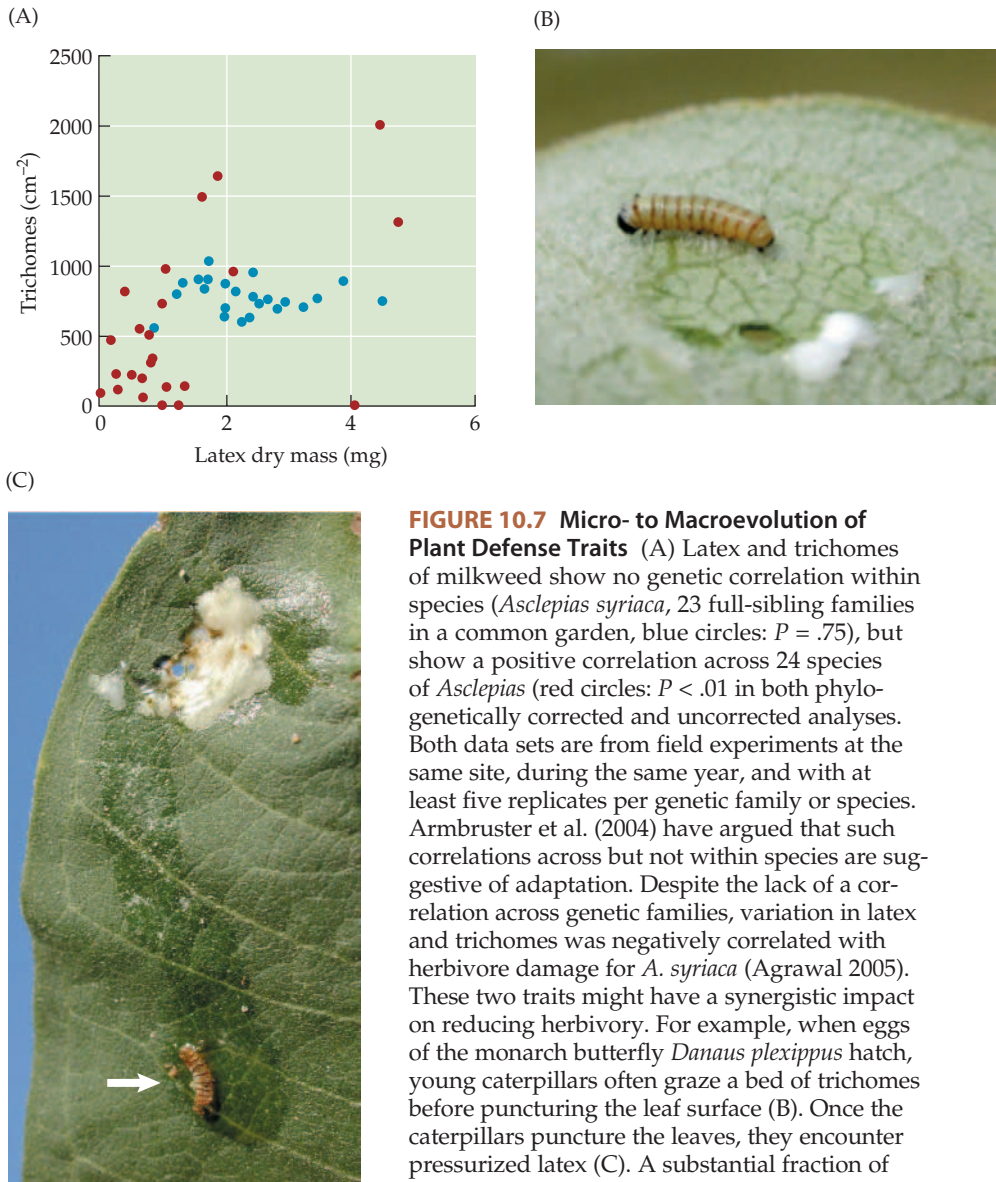 (A)
2500
2000
1500
1000
500
0
Trichomes (cm⁻²)
0 2 4 6
Latex dry mass (mg)
(B)
(C)
FIGURE 10.7 Micro- to Macroevolution of
Plant Defense Traits (A) Latex and trichomes
of milkweed show no genetic correlation within
species (Asclepias syriaca, 23 full-sibling families
in a common garden, blue circles: P = .75), but
show a positive correlation across 24 species
of Asclepias (red circles: P < .01 in both phylo-
genetically corrected and uncorrected analyses.
Both data sets are from field experiments at the
same site, during the same year, and with at
least five replicates per genetic family or species.
Armbruster et al. (2004) have argued that such
correlations across but not within species are sug-
gestive of adaptation. Despite the lack of a cor-
relation across genetic families, variation in latex
and trichomes was negatively correlated with
herbivore damage for A. syriaca (Agrawal 2005).
These two traits might have a synergistic impact
on reducing herbivory. For example, when eggs
of the monarch butterfly Danaus plexippus hatch,
young caterpillars often graze a bed of trichomes
before puncturing the leaf surface (B). Once the
caterpillars puncture the leaves, they encounter
pressurized latex (C). A substantial fraction of